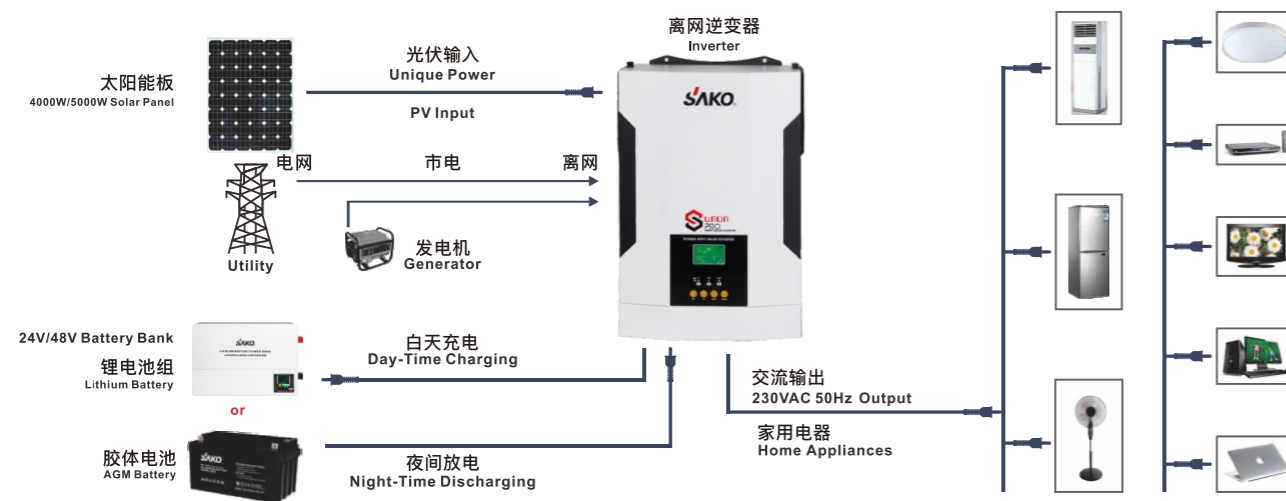 离网逆变器
Inverter
太阳能板
4000W/5000W Solar Panel
光伏输入
Unique Power
PV Input
SAKO
电网
市电
离网
发电机
Generator
Utility
24V/48V Battery Bank
锂电池组
Lithium Battery
SAKO
or
白天充电
Day-Time Charging
胶体电池
AGM Battery
SAKO
夜间放电
Night-Time Discharging
交流输出
230VAC 50Hz Output
家用电器
Home Appliances